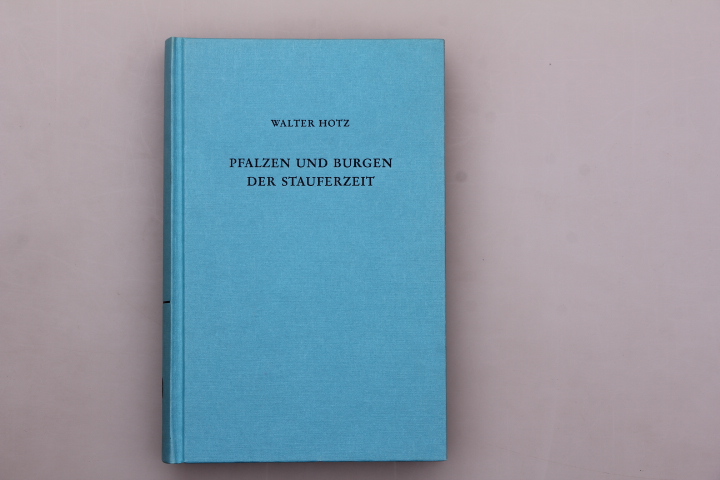 WALTER HOTZ
PFALZEN UND BURGEN
DER STAUFERZEIT